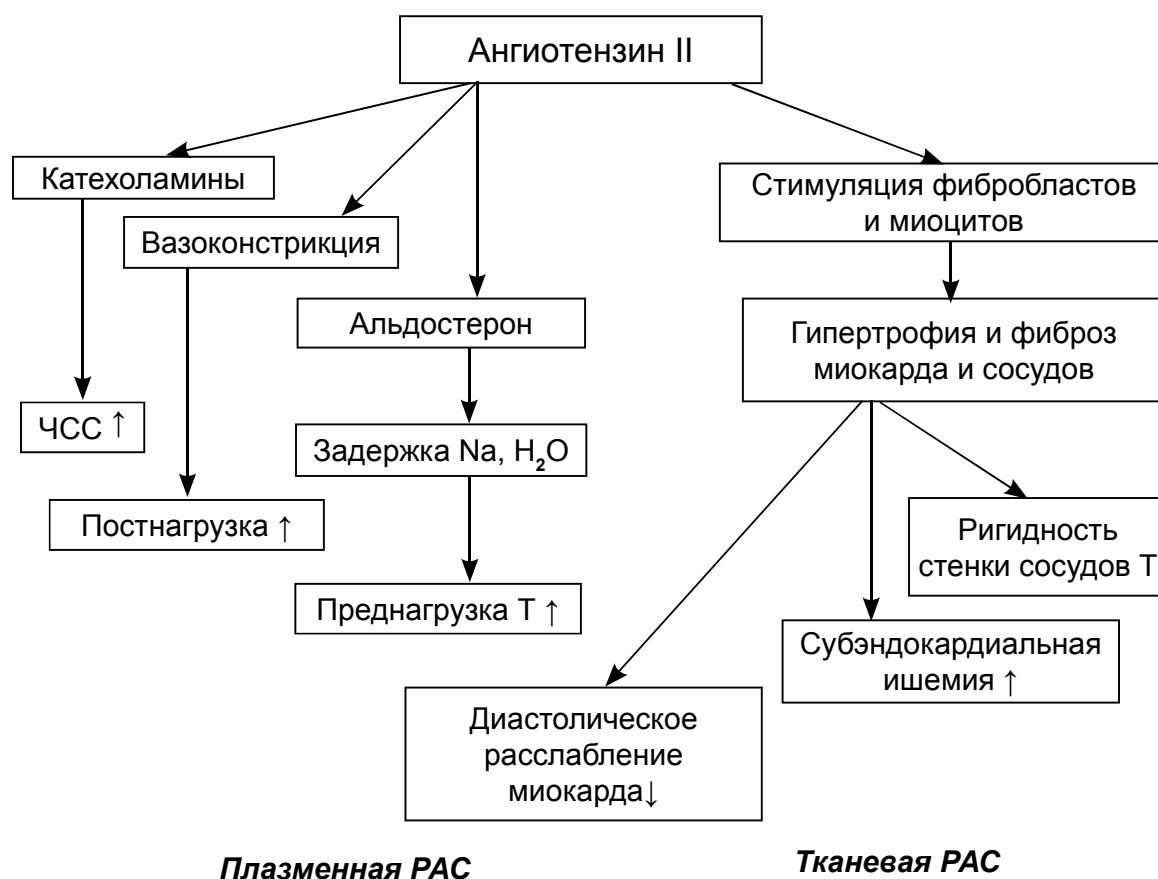 Ангиотензин II
Катехоламины
Вазоконстрикция
Альдостерон
ЧСС ↑
Задержка Na, H₂O
Постнагрузка ↑
Преднагрузка Т ↑
Стимуляция фибробластов
и миоцитов
Гипертрофия и фиброз
миокарда и сосудов
Ригидность
стенки сосудов Т
Субэндокардиальная
ишемия ↑
Диастолическое
расслабление
миокарда↓
Плазменная РАС
Тканевая РАС